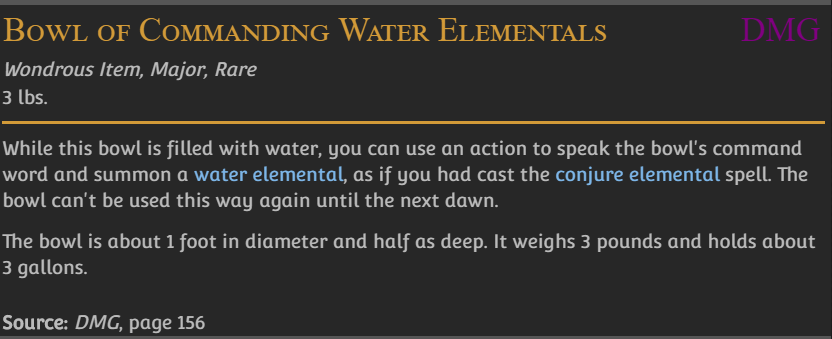 Bowl of Commanding Water Elementals DMG
Wondrous Item, Major, Rare
3 lbs.
While this bowl is filled with water, you can use an action to speak the bowl's command
word and summon a water elemental, as if you had cast the conjure elemental spell. The
bowl can't be used this way again until the next dawn.
The bowl is about 1 foot in diameter and half as deep. It weighs 3 pounds and holds about
3 gallons.
Source: DMG, page 156